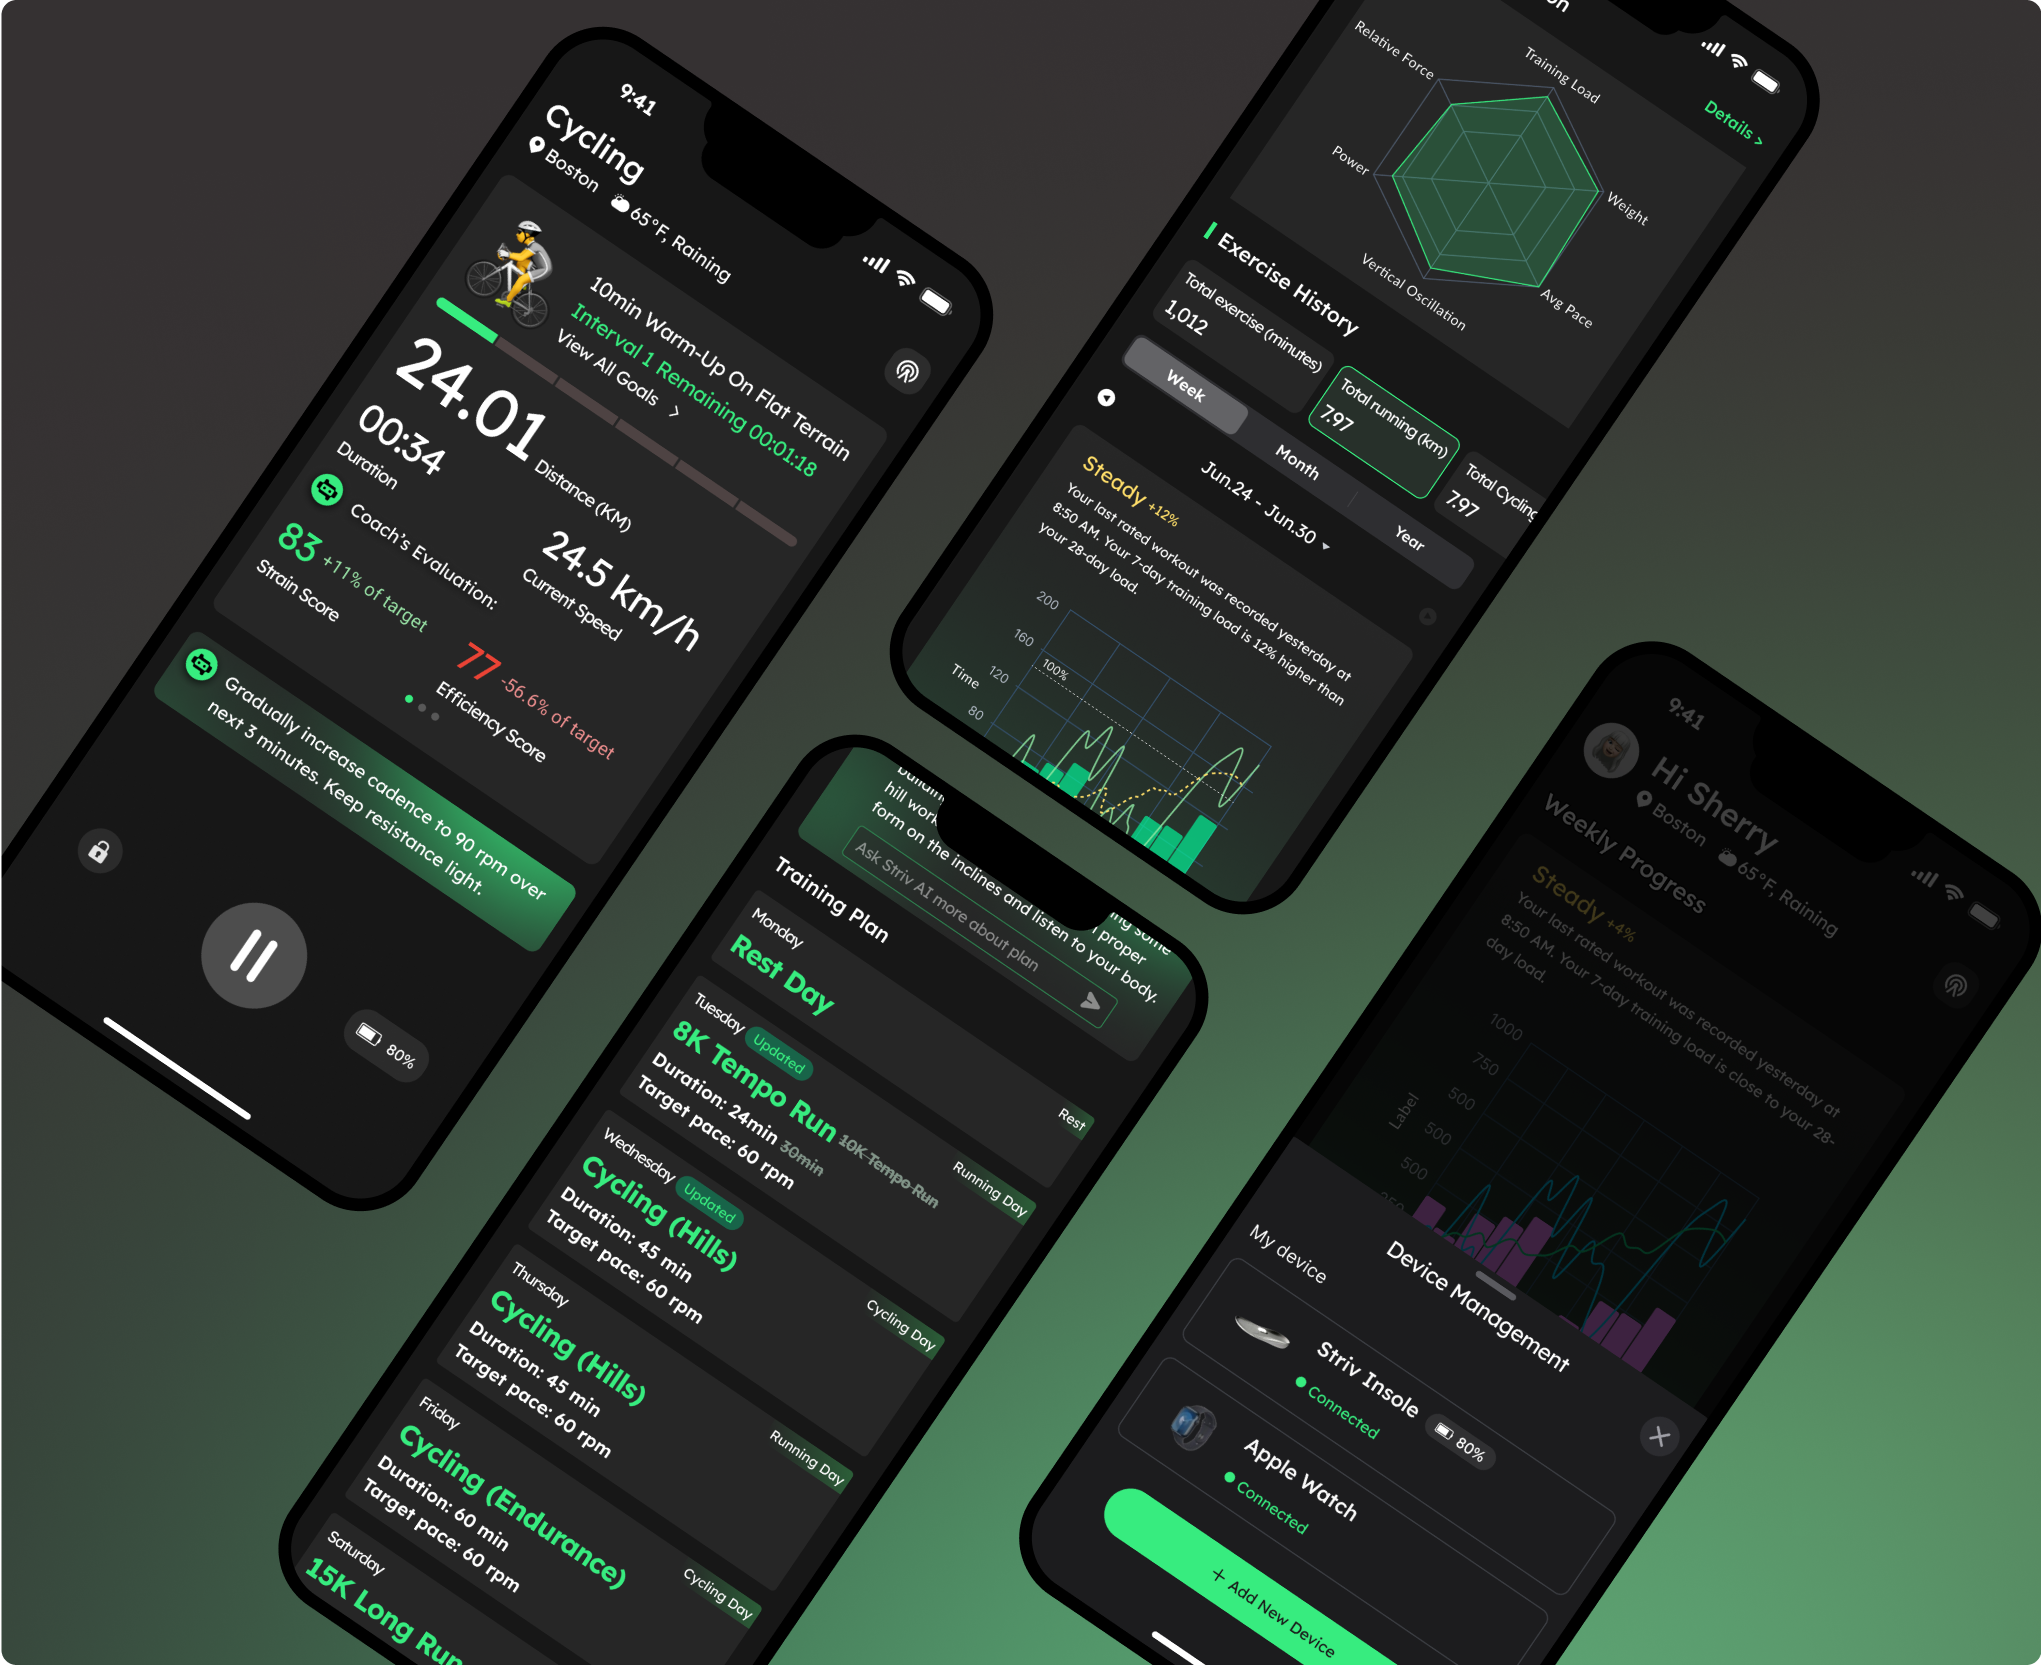 9:41
Cycling
Boston 65°F, Raining
10min Warm-Up On Flat Terrain
Interval 1 Remaining 00:01:18
View All Goals >
24.01
Distance (KM)
00:34
Duration
24.5 km/h
Current Speed
Coach's Evaluation:
83 +11% of target
Strain Score
77 -56.6% of target
Efficiency Score
Gradually increase cadence to 90 rpm over
next 3 minutes. Keep resistance light.
80%
Relative Force
Training Load
Details >
Power
Weight
Vertical Oscillation
Avg Pace
Exercise History
Total exercise (minutes)
1,012
Total running (km)
7.97
Total Cycling
7.97
Week
Month
Year
Jun.24 - Jun.30
Steady +12%
Your last rated workout was recorded yesterday at
8:50 AM. Your 7-day training load is 12% higher than
your 28-day load.
200
160
120
80
Time
100%
hill work
some
proper
form on the inclines and listen to your body.
Ask Striv AI more about plan
Training Plan
Monday
Rest Day
Rest
Tuesday Updated
8K Tempo Run 10K Tempo Run
Duration: 24min 30min
Target pace: 60 rpm
Running Day
Wednesday Updated
Cycling (Hills)
Duration: 45 min
Target pace: 60 rpm
Cycling Day
Thursday
Cycling (Hills)
Duration: 45 min
Target pace: 60 rpm
Running Day
Friday
Cycling (Endurance)
Duration: 60 min
Target pace: 60 rpm
Cycling Day
Saturday
15K Long Run
9:41
Hi Sherry
Boston 65°F, Raining
Weekly Progress
Steady +4%
Your last rated workout was recorded yesterday at
8:50 AM. Your 7-day training load is close to your 28-
day load.
1000
750
500
500
500
250
Label
Device Management
My device
Striv Insole 80%
Connected
Apple Watch
Connected
+ Add New Device